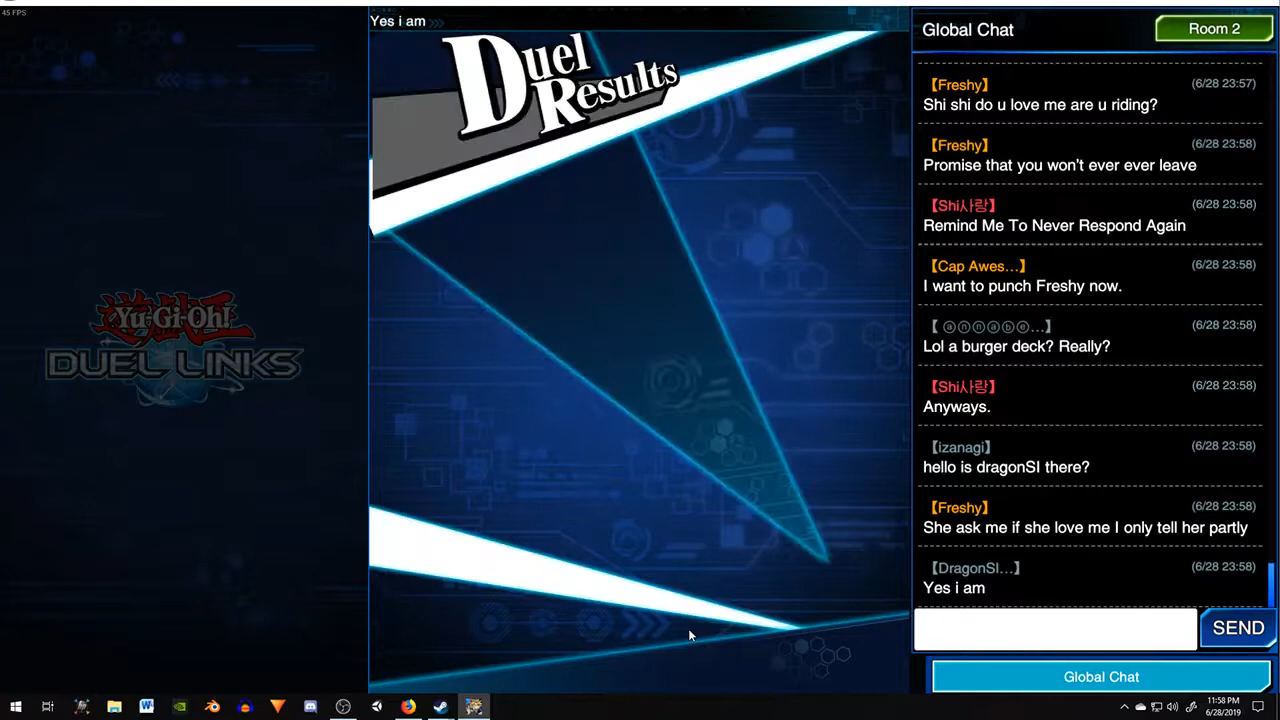 45 FPS
Yes i am
Duel
Results
Yu-Gi-Oh!
DUEL LINKS
Global Chat
Room 2
【Freshy】 (6/28 23:57)
Shi shi do u love me are u riding?
【Freshy】 (6/28 23:58)
Promise that you won't ever ever leave
【Shi사랑】 (6/28 23:58)
Remind Me To Never Respond Again
【Cap Awes…】 (6/28 23:58)
I want to punch Freshy now.
【 ⓐⓝⓝⓐⓑⓔ…】 (6/28 23:58)
Lol a burger deck? Really?
【Shi사랑】 (6/28 23:58)
Anyways.
【izanagi】 (6/28 23:58)
hello is dragonSI there?
【Freshy】 (6/28 23:58)
She ask me if she love me I only tell her partly
【DragonSI…】 (6/28 23:58)
Yes i am
SEND
Global Chat
11:58 PM
6/28/2019